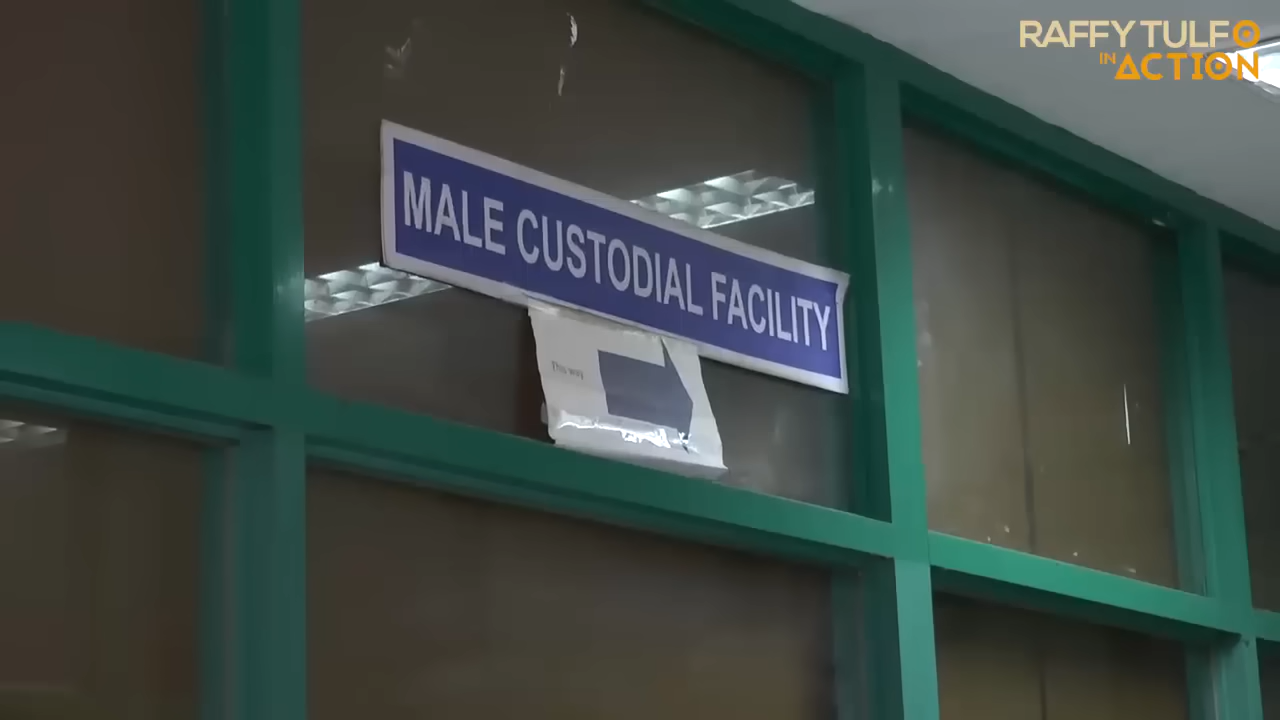 RAFFY TULFO
IN ACTION
MALE CUSTODIAL FACILITY
This way